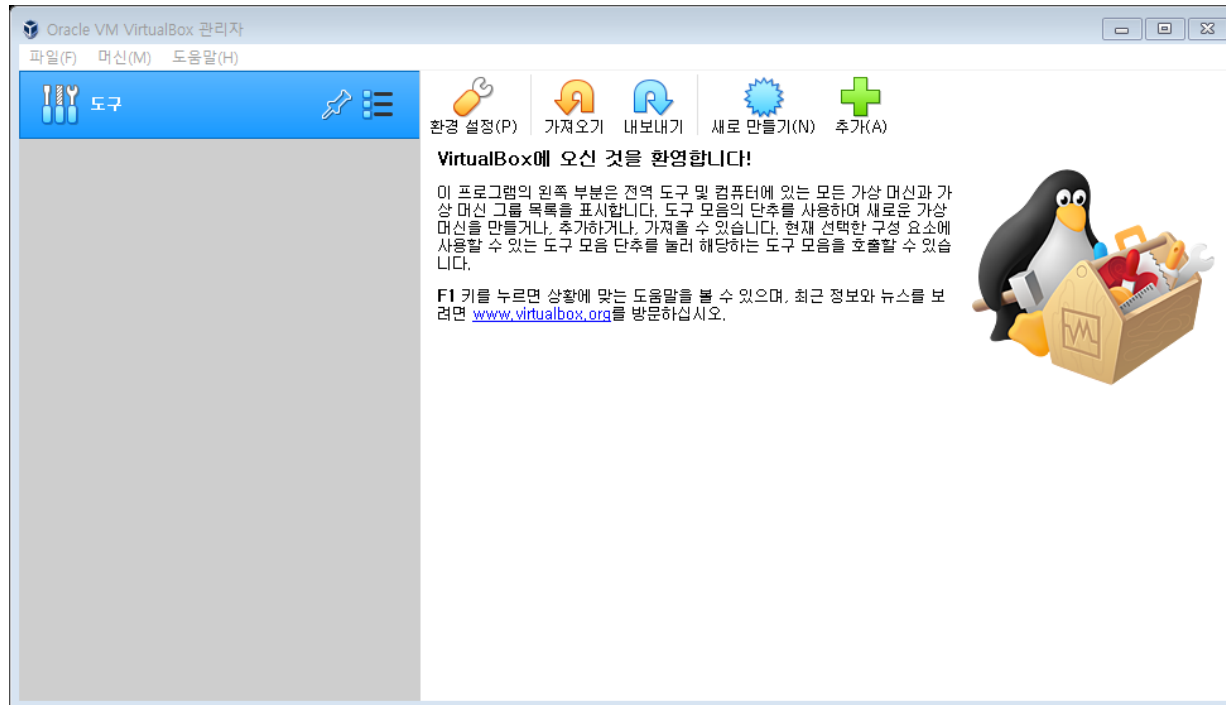 Oracle VM VirtualBox 관리자
파일(F) 머신(M) 도움말(H)
도구
환경 설정(P) 가져오기 내보내기 새로 만들기(N) 추가(A)
VirtualBox에 오신 것을 환영합니다!
이 프로그램의 왼쪽 부분은 전역 도구 및 컴퓨터에 있는 모든 가상 머신과 가
상 머신 그룹 목록을 표시합니다. 도구 모음의 단추를 사용하며 새로운 가상
머신을 만들거나, 추가하거나, 가져올 수 있습니다. 현재 선택한 구성 요소에
사용할 수 있는 도구 모음 단추를 눌러 해당하는 도구 모음을 호출할 수 있습
니다.
F1 키를 누르면 상황에 맞는 도움말을 볼 수 있으며, 최근 정보와 뉴스를 보
려면 www.virtualbox.org를 방문하십시오.